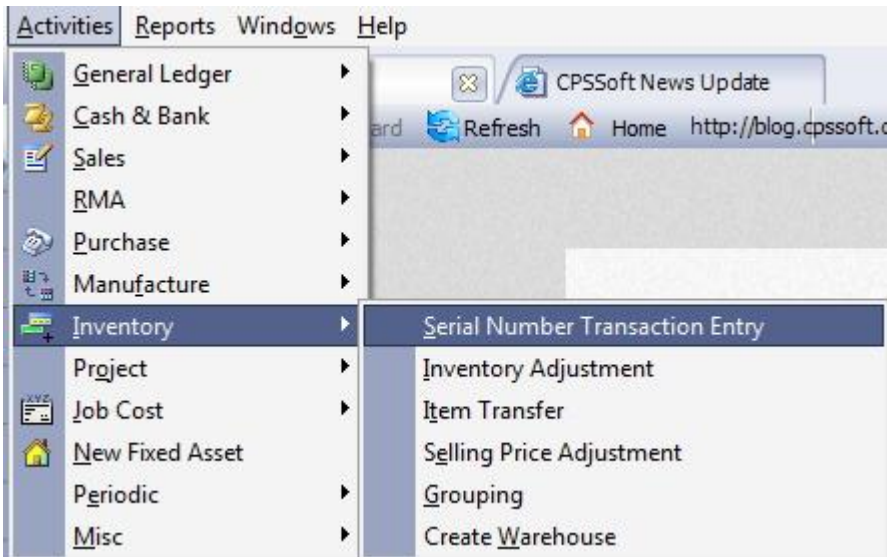 Activities Reports Windows Help
General Ledger
CPSSoft News Update
Cash & Bank
ard Refresh Home http://blog.cpssoft.c
Sales
RMA
Purchase
Manufacture
Inventory
Serial Number Transaction Entry
Project
Inventory Adjustment
Job Cost
Item Transfer
New Fixed Asset
Selling Price Adjustment
Periodic
Grouping
Misc
Create Warehouse